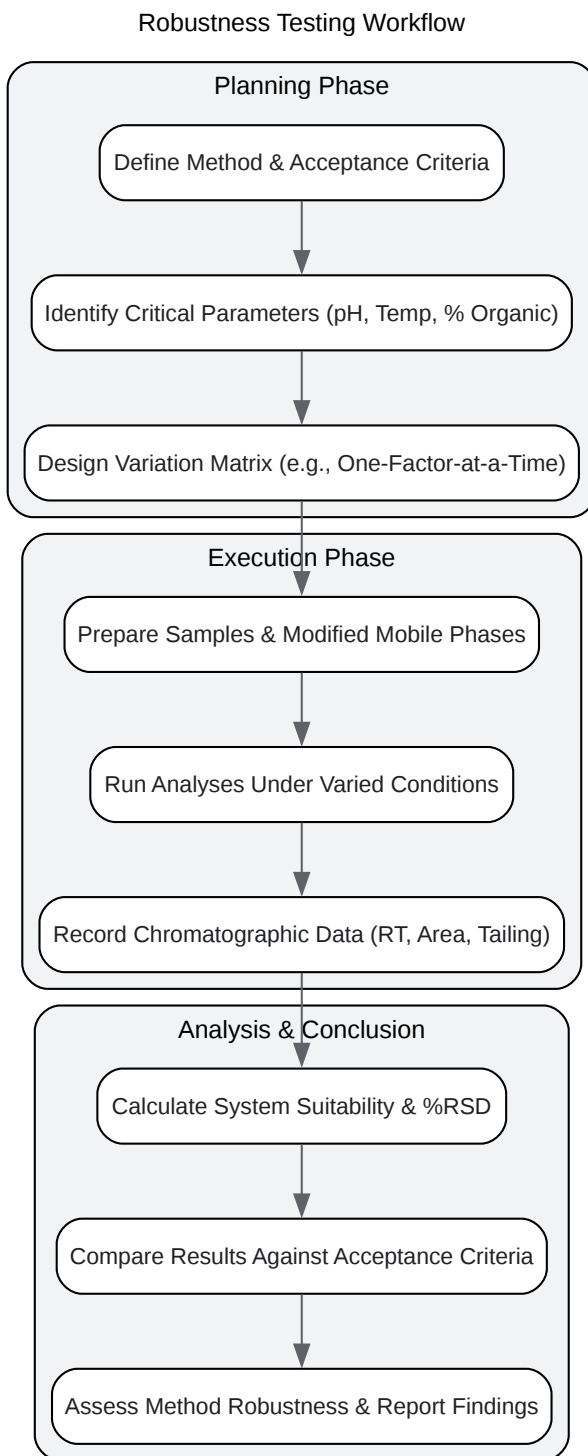 Robustness Testing Workflow
Planning Phase
Define Method & Acceptance Criteria
Identify Critical Parameters (pH, Temp, % Organic)
Design Variation Matrix (e.g., One-Factor-at-a-Time)
Execution Phase
Prepare Samples & Modified Mobile Phases
Run Analyses Under Varied Conditions
Record Chromatographic Data (RT, Area, Tailing)
Analysis & Conclusion
Calculate System Suitability & %RSD
Compare Results Against Acceptance Criteria
Assess Method Robustness & Report Findings